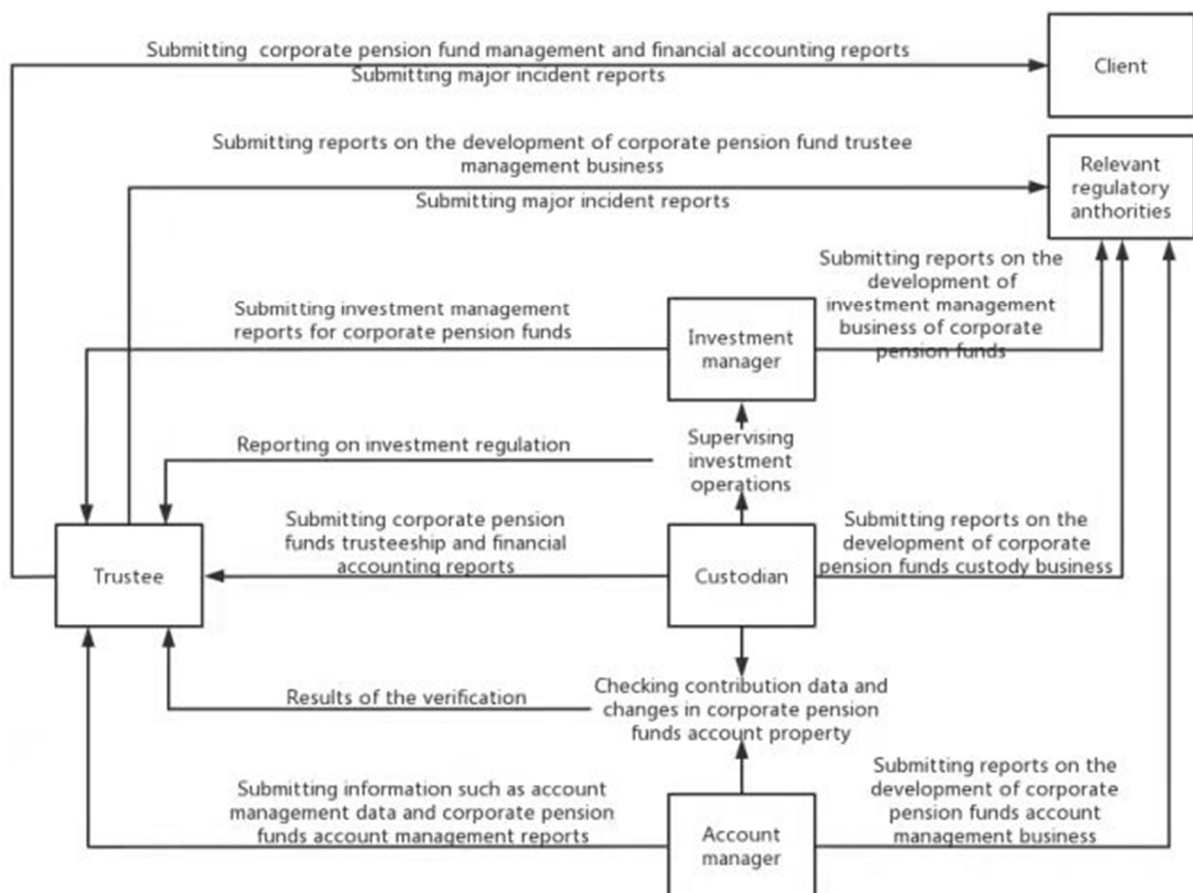 Submitting corporate pension fund management and financial accounting reports
Submitting major incident reports
Client
Submitting reports on the development of corporate pension fund trustee
management business
Submitting major incident reports
Relevant
regulatory
anthorities
Submitting reports on the
development of
investment management
business of corporate
pension funds
Submitting investment management
reports for corporate pension funds
Investment
manager
Reporting on investment regulation
Supervising
investment
operations
Submitting corporate pension
funds trusteeship and financial
accounting reports
Submitting reports on the
development of corporate
pension funds custody business
Trustee
Custodian
Results of the verification
Checking contribution data and
changes in corporate pension
funds account property
Submitting information such as account
management data and corporate pension
funds account management reports
Submitting reports on the
development of corporate
pension funds account
management business
Account
manager